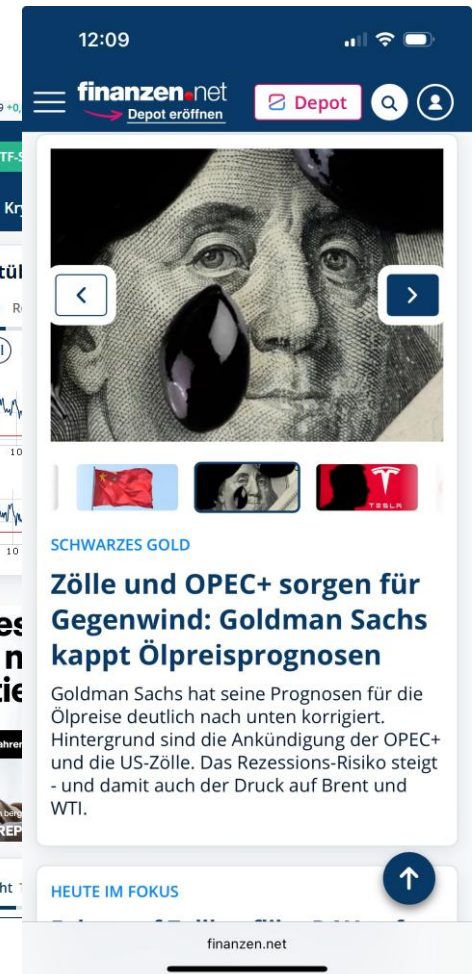 12:09
finanzen.net
Depot eröffnen
Depot
TESLA
SCHWARZES GOLD
Zölle und OPEC+ sorgen für
Gegenwind: Goldman Sachs
kappt Ölpreisprognosen
Goldman Sachs hat seine Prognosen für die
Ölpreise deutlich nach unten korrigiert.
Hintergrund sind die Ankündigung der OPEC+
und die US-Zölle. Das Rezessions-Risiko steigt
- und damit auch der Druck auf Brent und
WTI.
HEUTE IM FOKUS
finanzen.net